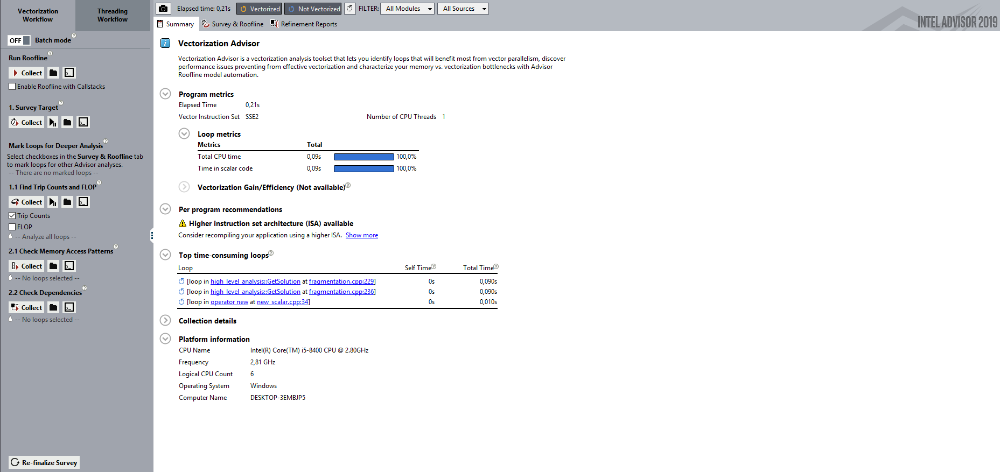 Vectorization
Workflow
Threading
Workflow
OFF Batch mode
Run Roofline
Collect
Enable Roofline with Callstacks
1. Survey Target
Collect
Mark Loops for Deeper Analysis
Select checkboxes in the Survey & Roofline tab
to mark loops for other Advisor analyses.
-- There are no marked loops --
1.1 Find Trip Counts and FLOP
Collect
Trip Counts
FLOP
-- Analyze all loops --
2.1 Check Memory Access Patterns
Collect
-- No loops selected --
2.2 Check Dependencies
Collect
-- No loops selected --
Re-finalize Survey
Elapsed time: 0,21s Vectorized Not Vectorized FILTER: All Modules All Sources
Summary Survey & Roofline Refinement Reports
INTEL ADVISOR 2019
Vectorization Advisor
Vectorization Advisor is a vectorization analysis toolset that lets you identify loops that will benefit most from vector parallelism, discover
performance issues preventing from effective vectorization and characterize your memory vs. vectorization bottlenecks with Advisor
Roofline model automation.
Program metrics
Elapsed Time 0,21s
Vector Instruction Set SSE2 Number of CPU Threads 1
Loop metrics
Metrics Total
Total CPU time 0,09s 100,0%
Time in scalar code 0,09s 100,0%
Vectorization Gain/Efficiency (Not available)
Per program recommendations
Higher instruction set architecture (ISA) available
Consider recompiling your application using a higher ISA. Show more
Top time-consuming loops
Loop Self Time Total Time
[loop in high_level_analysis::GetSolution at fragmentation.cpp:229] 0s 0,090s
[loop in high_level_analysis::GetSolution at fragmentation.cpp:236] 0s 0,090s
[loop in operator new at new_scalar.cpp:34] 0s 0,010s
Collection details
Platform information
CPU Name Intel(R) Core(TM) i5-8400 CPU @ 2.80GHz
Frequency 2,81 GHz
Logical CPU Count 6
Operating System Windows
Computer Name DESKTOP-3EMBJP5